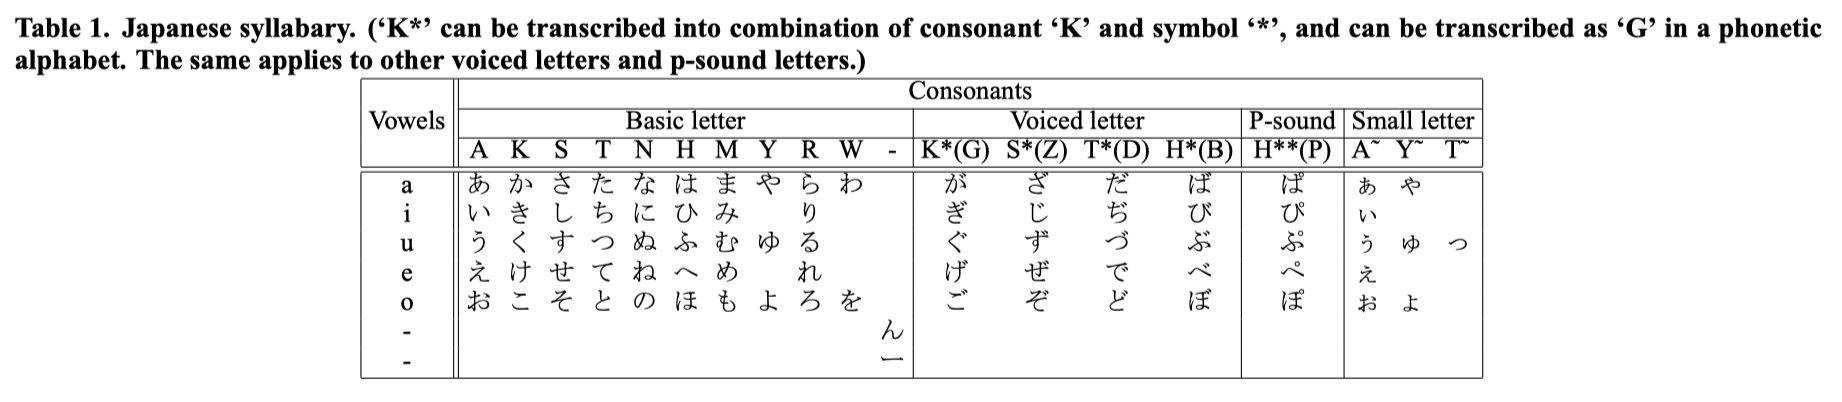 Table 1. Japanese syllabary. (‘K*’ can be transcribed into combination of consonant ‘K’ and symbol ‘*’, and can be transcribed as ‘G’ in a phonetic
alphabet. The same applies to other voiced letters and p-sound letters.)
Consonants
Vowels Basic letter Voiced letter P-sound Small letter
A K S T N H M Y R W - K*(G) S*(Z) T*(D) H*(B) H**(P) A~ Y~ T~
a あ か さ た な は ま や ら わ が ざ だ ば ぱ ぁ ゃ
i い き し ち に ひ み り ぎ じ ぢ び ぴ ぃ
u う く す つ ぬ ふ む ゆ る ぐ ず づ ぶ ぷ ぅ ゅ っ
e え け せ て ね へ め れ げ ぜ で べ ぺ ぇ
o お こ そ と の ほ も よ ろ を ご ぞ ど ぼ ぽ ぉ ょ
- ん
- ー